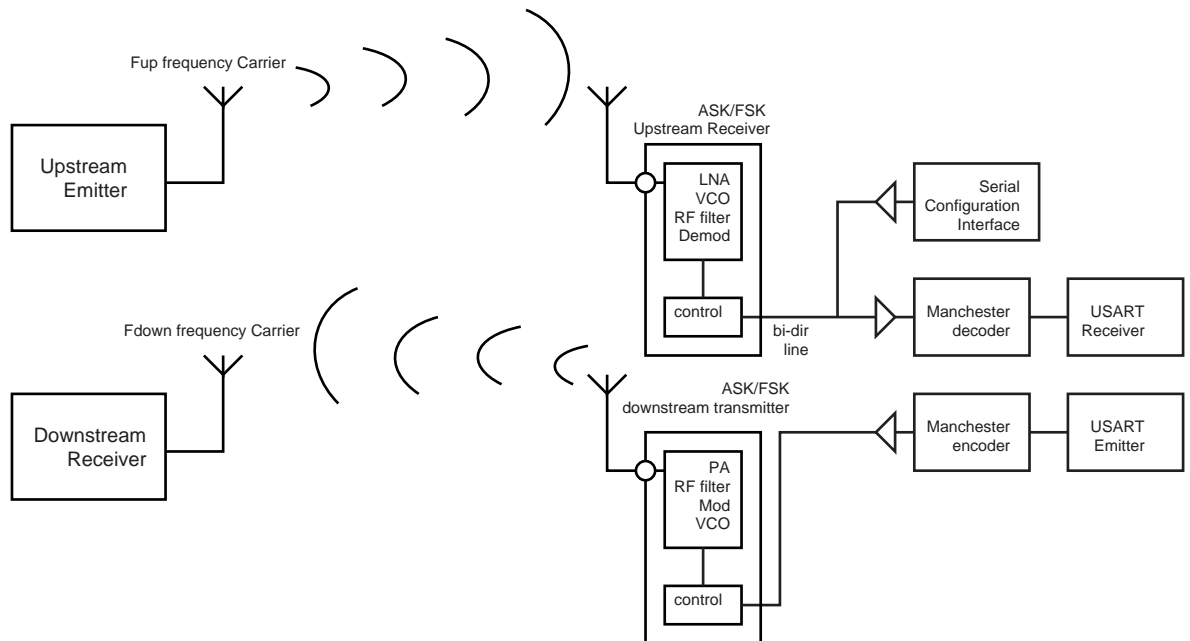 Fup frequency Carrier
Upstream
Emitter
ASK/FSK
Upstream Receiver
LNA
VCO
RF filter
Demod
control
bi-dir
line
Serial
Configuration
Interface
Manchester
decoder
USART
Receiver
Fdown frequency Carrier
Downstream
Receiver
ASK/FSK
downstream transmitter
PA
RF filter
Mod
VCO
control
Manchester
encoder
USART
Emitter